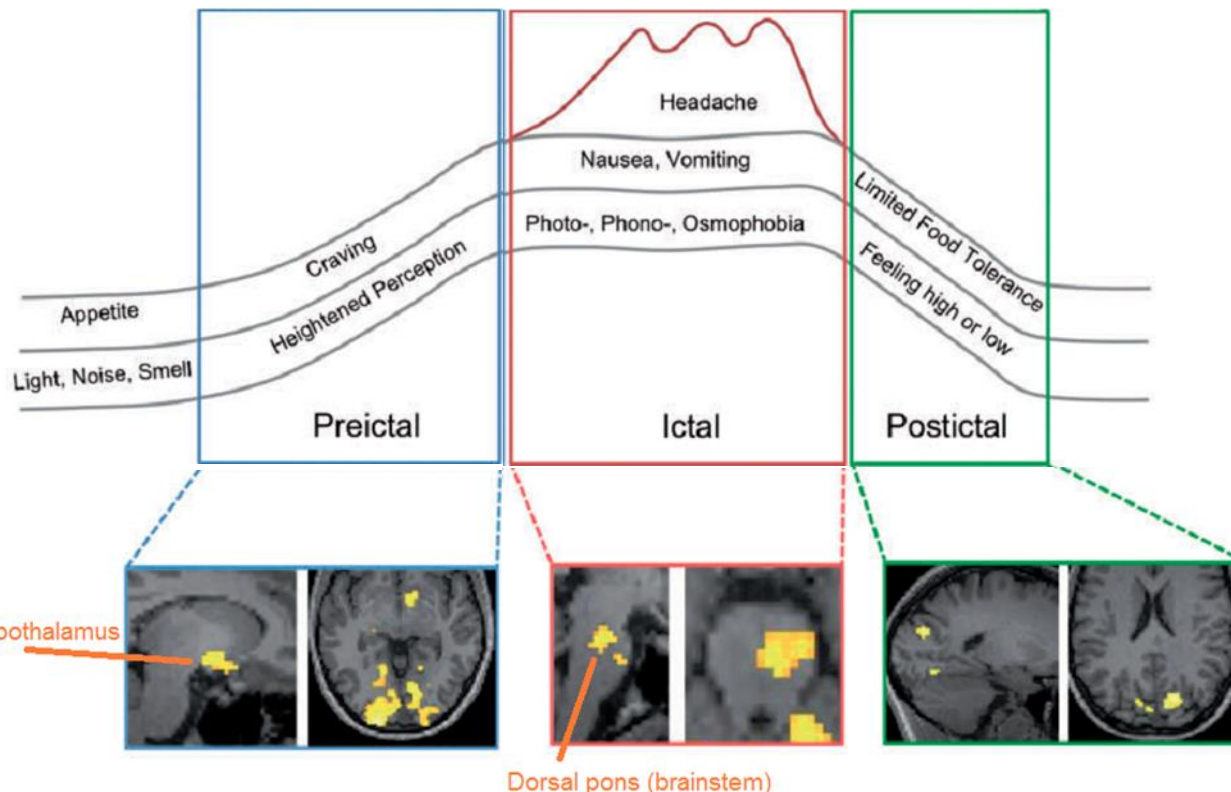 Headache
Nausea, Vomiting
Photo-, Phono-, Osmophobia
Craving
Heightened Perception
Appetite
Light, Noise, Smell
Limited Food Tolerance
Feeling high or low
Preictal
Ictal
Postictal
pothalamus
Dorsal pons (brainstem)